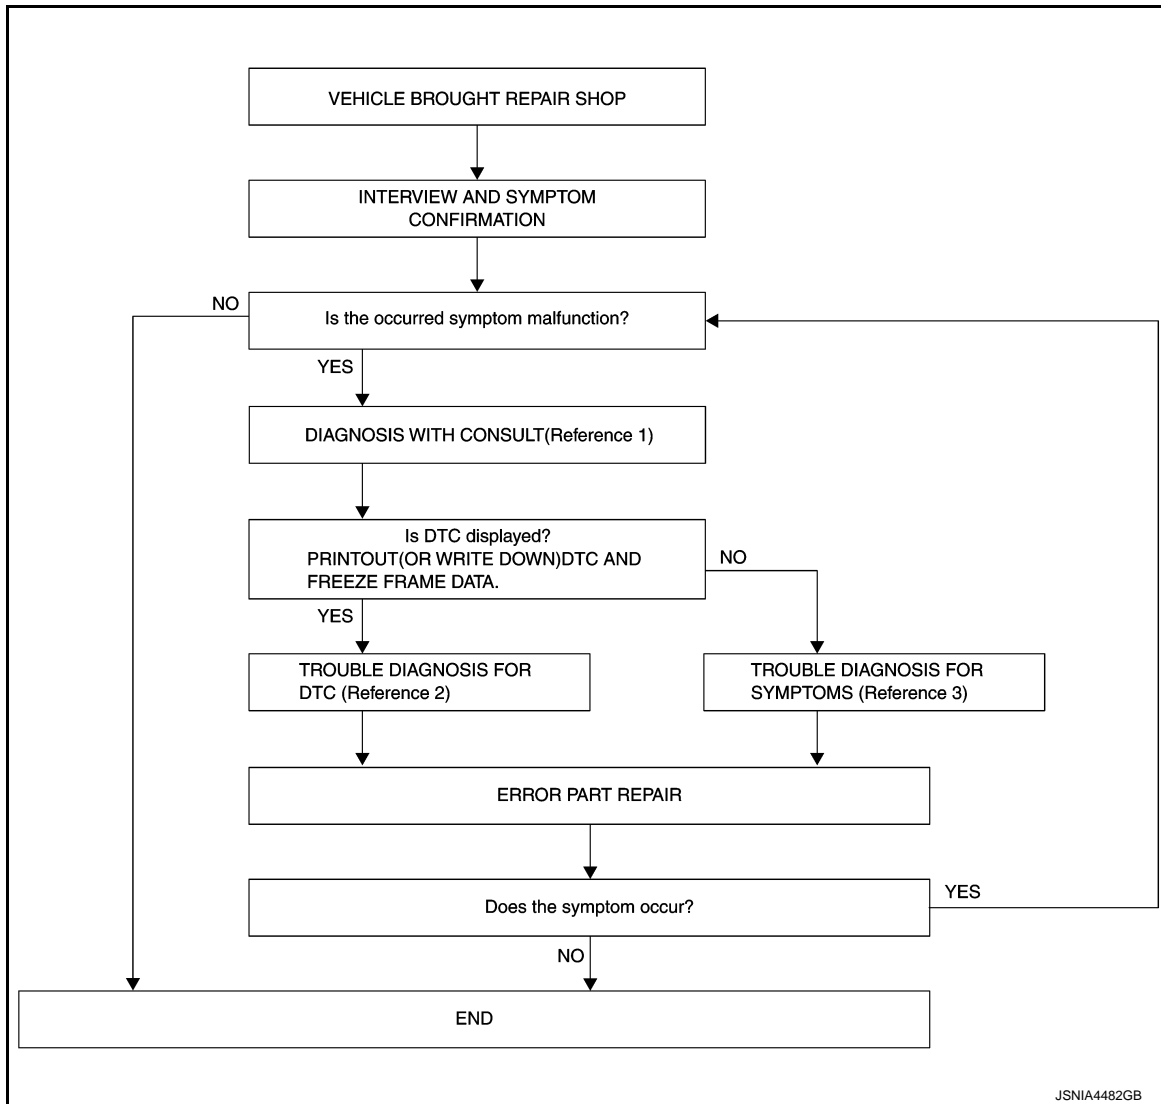 VEHICLE BROUGHT REPAIR SHOP
INTERVIEW AND SYMPTOM
CONFIRMATION
NO
Is the occurred symptom malfunction?
YES
DIAGNOSIS WITH CONSULT(Reference 1)
Is DTC displayed?
PRINTOUT(OR WRITE DOWN)DTC AND
FREEZE FRAME DATA.
NO
YES
TROUBLE DIAGNOSIS FOR
DTC (Reference 2)
TROUBLE DIAGNOSIS FOR
SYMPTOMS (Reference 3)
ERROR PART REPAIR
Does the symptom occur?
YES
NO
END
JSNIA4482GB